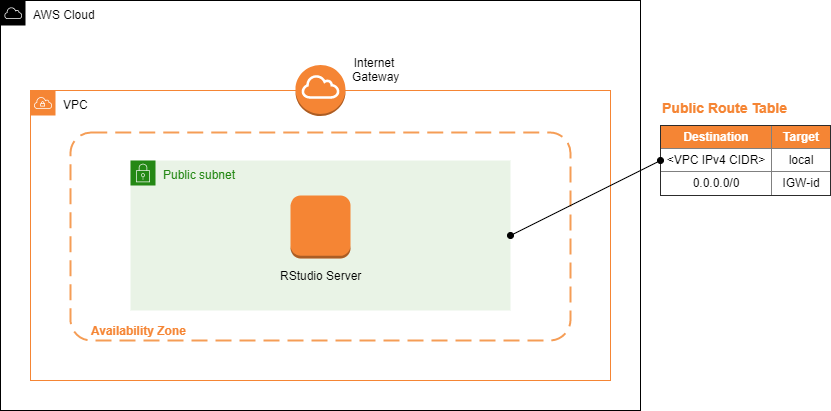 AWS Cloud
Internet
Gateway
VPC
Public subnet
RStudio Server
Availability Zone
Public Route Table
Destination Target
<VPC IPv4 CIDR> local
0.0.0.0/0 IGW-id